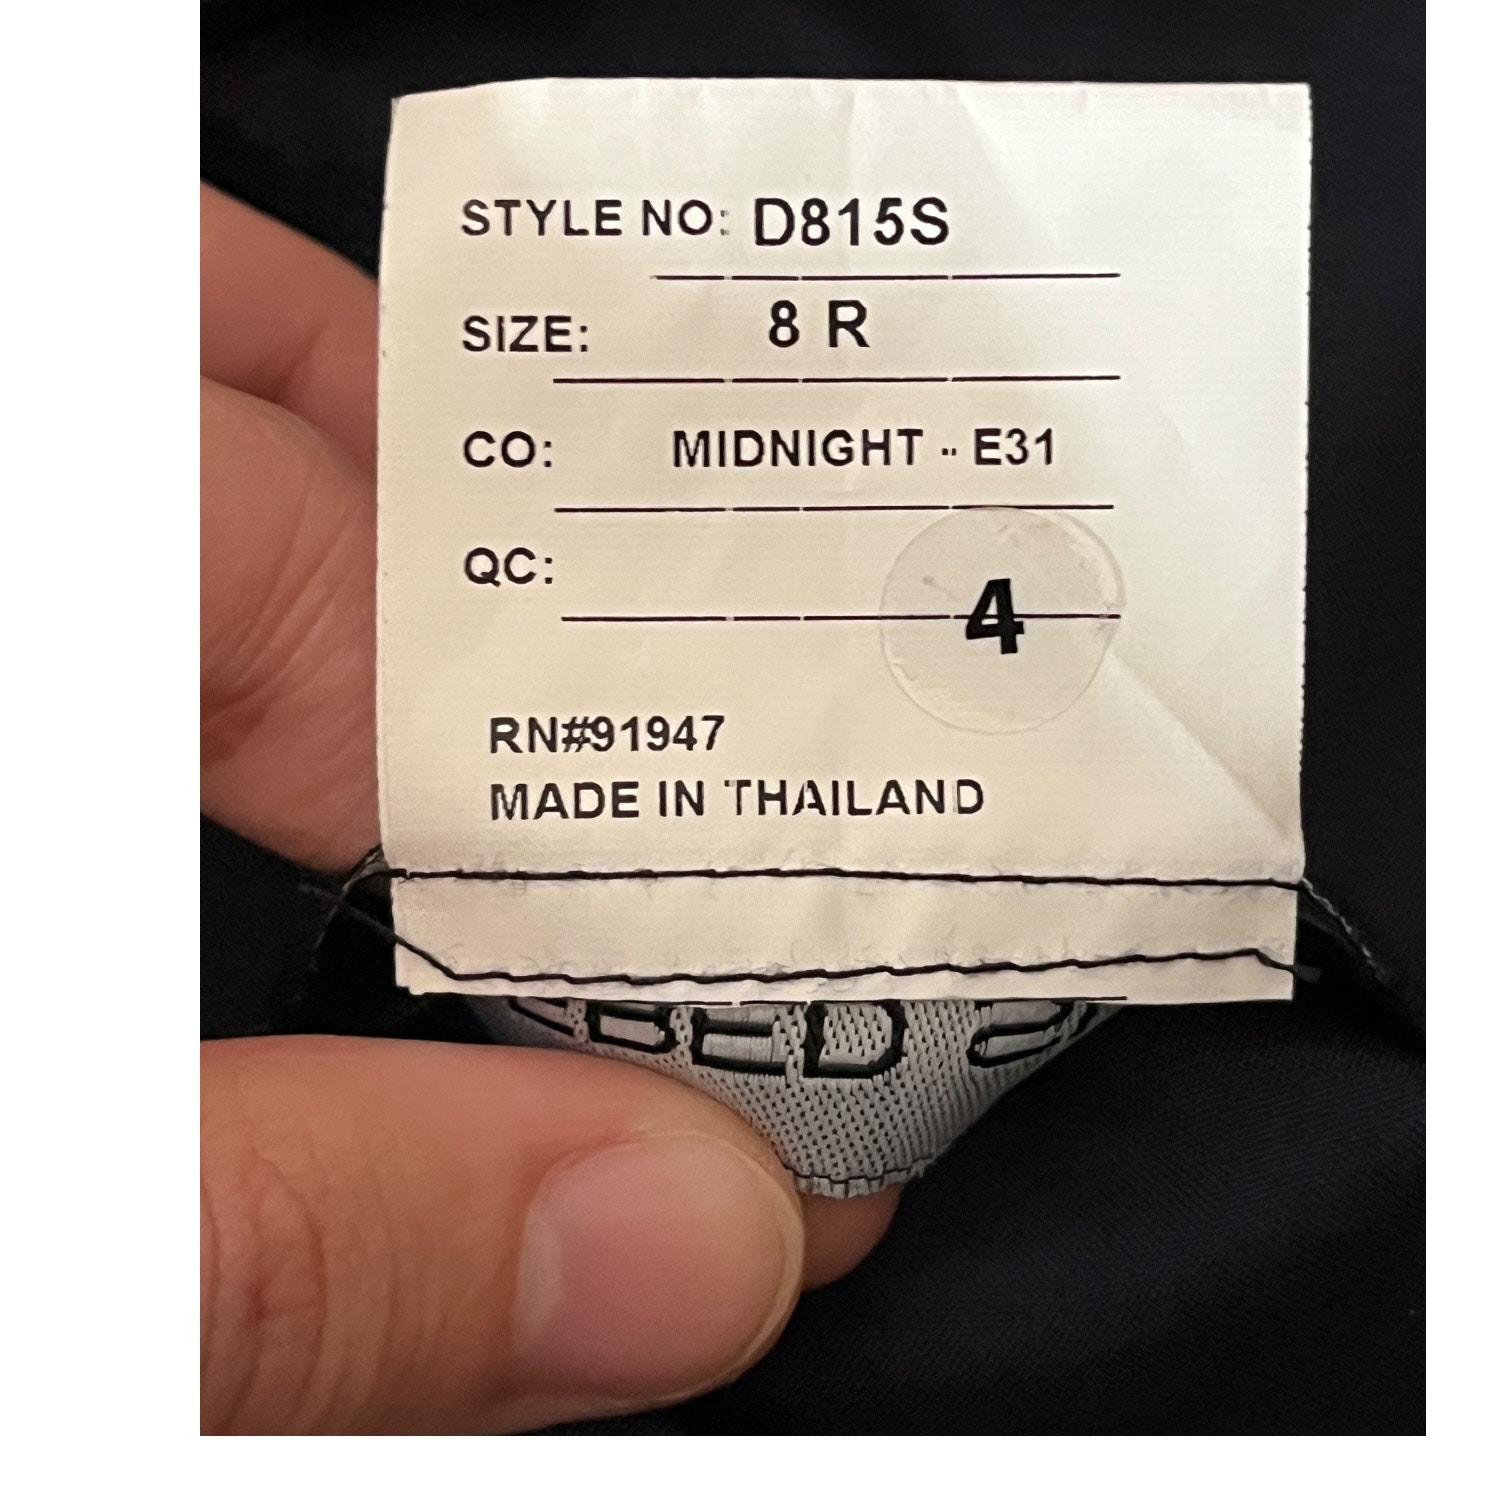 STYLE NO: D815S
SIZE: 8 R
CO: MIDNIGHT - E31
QC: 4
RN#91947
MADE IN THAILAND